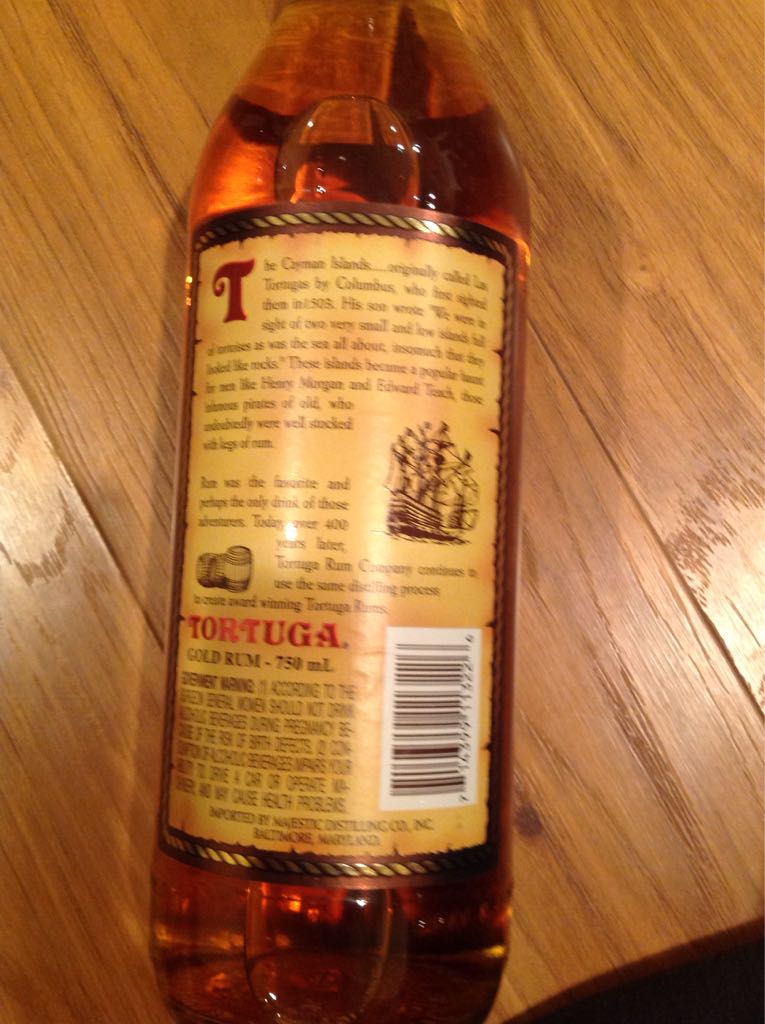 The Cayman Islands.....originally called Las
Tortugas by Columbus, who first sighted
them in 1503. His son wrote "We were in
sight of two very small and low islands full
of tortoises as was the sea all about, insomuch that they
looked like rocks." These islands became a popular haunt
for men like Henry Morgan and Edward Teach, those
infamous pirates of old, who
undoubtedly were well stocked
with kegs of rum.
Rum was the favorite and
perhaps the only drink of those
adventurers. Today, over 400
years later,
Tortuga Rum Company continues to
use the same distilling process
to create award winning Tortuga Rums.
TORTUGA®
GOLD RUM - 750 mL
GOVERNMENT WARNING: (1) ACCORDING TO THE
SURGEON GENERAL WOMEN SHOULD NOT DRINK
ALCOHOLIC BEVERAGES DURING PREGNANCY BE-
CAUSE OF THE RISK OF BIRTH DEFECTS. (2) CON-
SUMPTION OF ALCOHOLIC BEVERAGES IMPAIRS YOUR
ABILITY TO DRIVE A CAR OR OPERATE MA-
CHINERY, AND MAY CAUSE HEALTH PROBLEMS.
IMPORTED BY MAJESTIC DISTILLING CO., INC.
BALTIMORE, MARYLAND